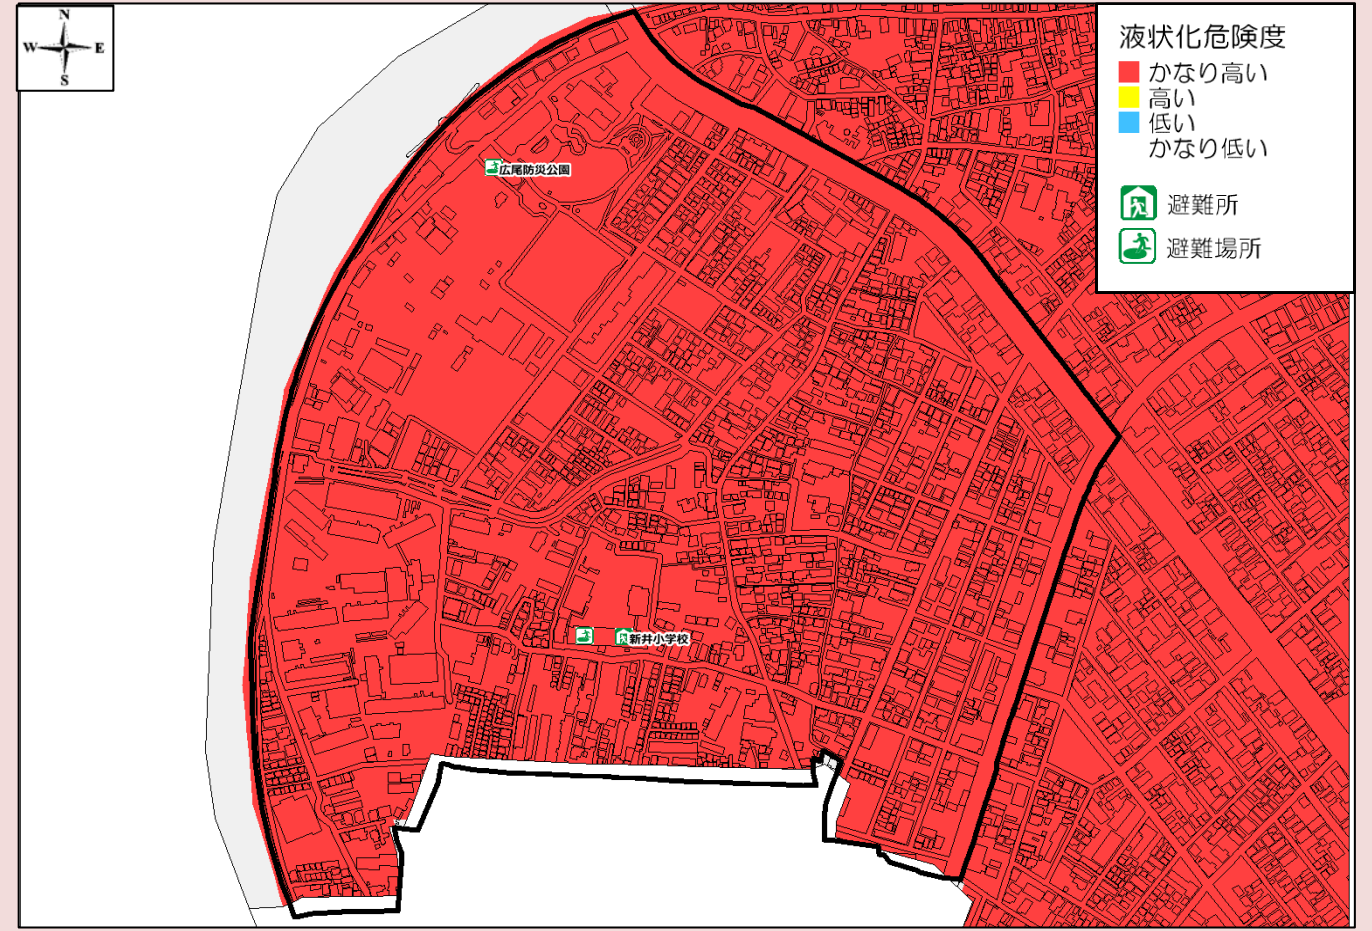 N
W E
S
液状化危険度
かなり高い
高い
低い
かなり低い
避難所
避難場所
広尾防災公園
新井小学校